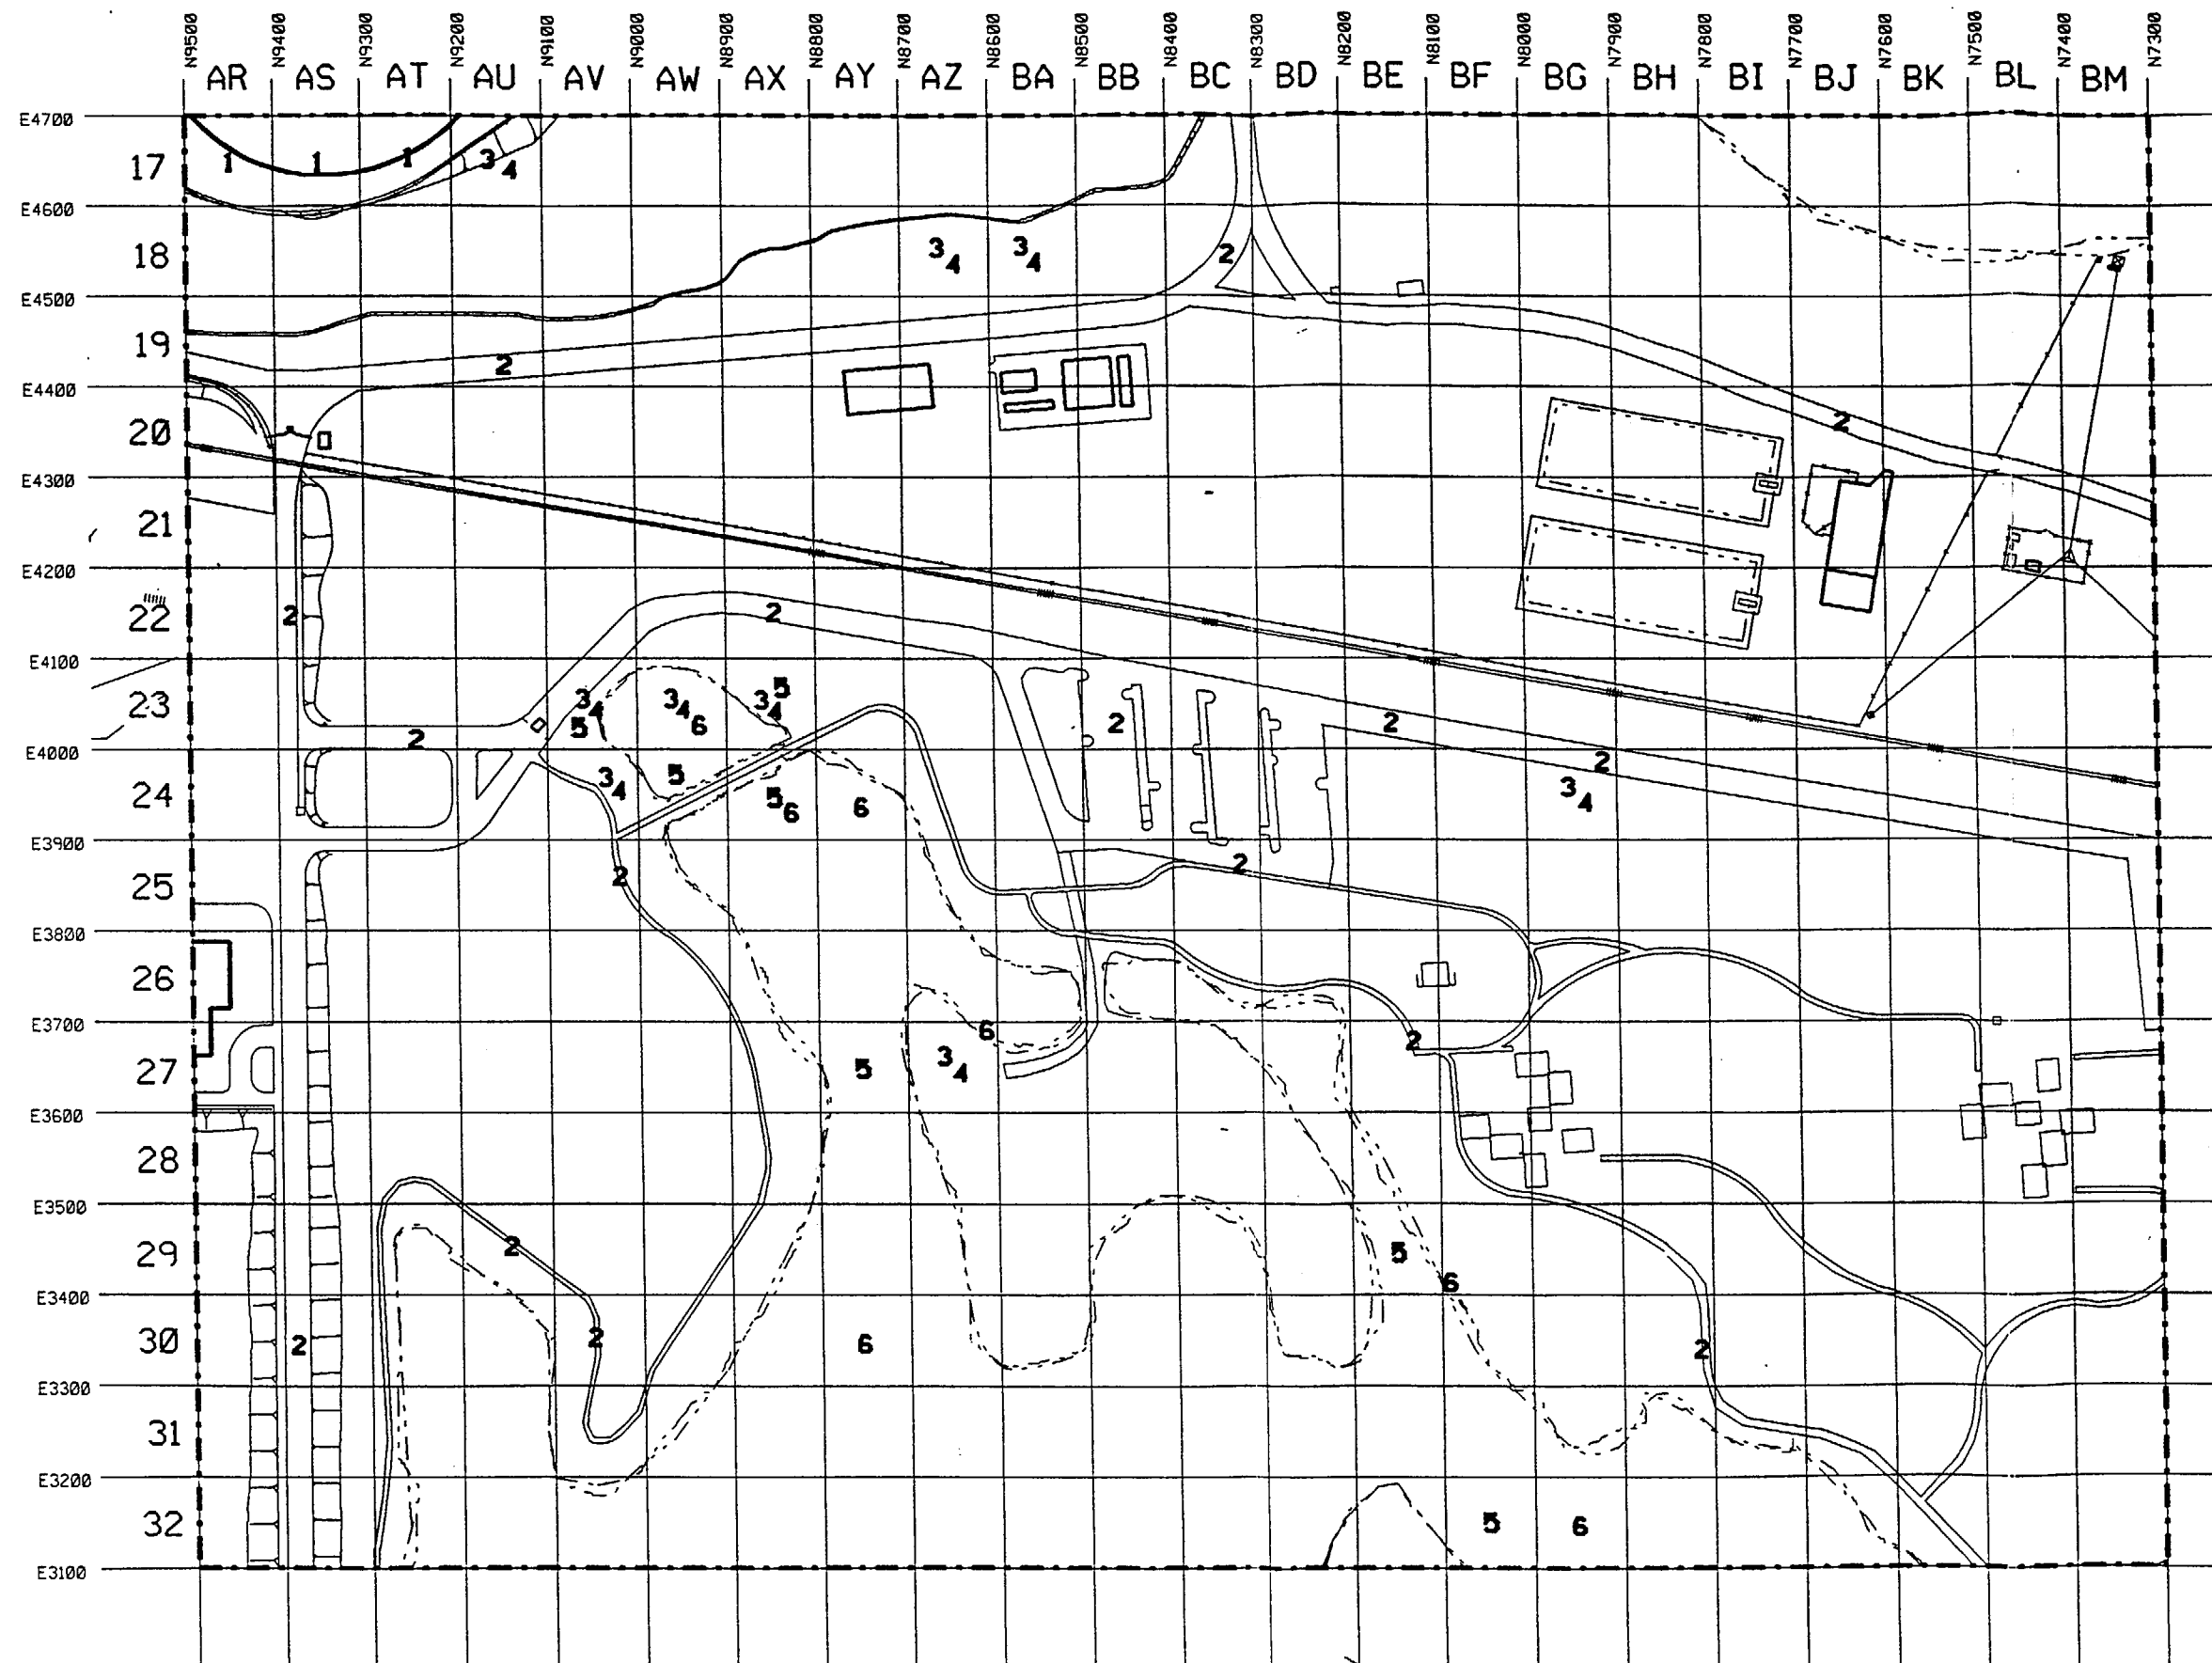 N9500 N9400 N9300 N9200 N9100 N9000 N8900 N8800 N8700 N8600 N8500 N8400 N8300 N8200 N8100 N8000 N7900 N7800 N7700 N7600 N7500 N7400 N7300
AR AS AT AU AV AW AX AY AZ BA BB BC BD BE BF BG BH BI BJ BK BL BM
E4700
17 1 1 1 3 4
E4600
18 3 4 3 4 2
E4500
19 2
E4400
20 2
E4300
21
E4200
22 2 2
E4100
23 3 4 5 3 4 6 3 4 5 2 2
E4000 2 2
24 3 4 5 5 6 6 3 4
E3900
25 2 2
E3800
26
E3700
27 5 3 4 6 2
E3600
28
E3500
29 2 5
E3400 6
30 2 2 6 2
E3300
31
E3200
32 5 6
E3100